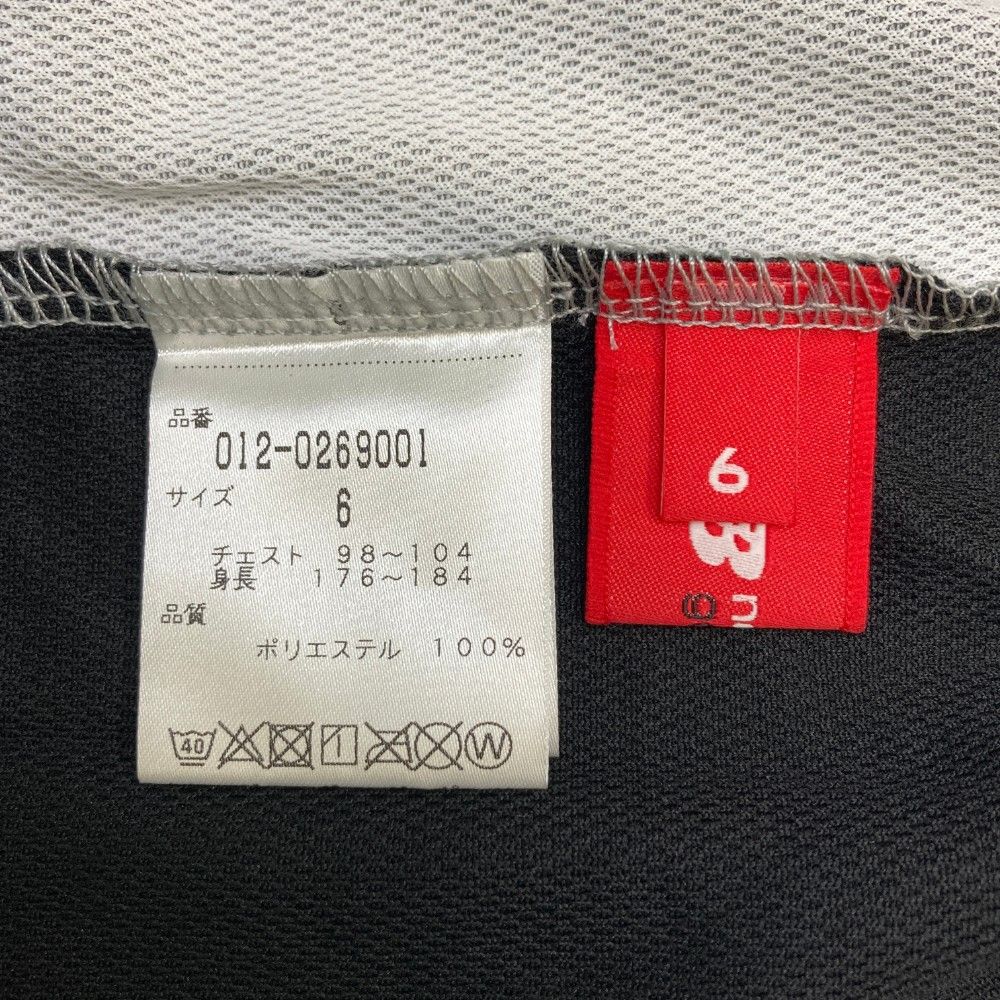 品番
012-0269001
サイズ
6
チェスト 98～104
身長 176～184
品質
ポリエステル 100%
40
W
6
B